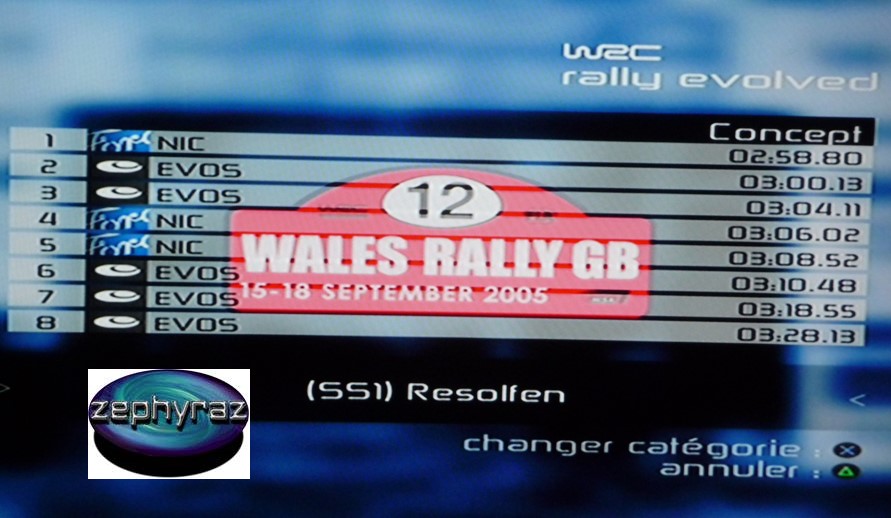 WRC
rally evolved
Concept
1 NIC 02:58.80
2 EVOS 03:00.13
3 EVOS 03:04.11
4 NIC 03:06.02
5 NIC 03:08.52
6 EVOS 03:10.48
7 EVOS 03:18.55
8 EVOS 03:28.13
12
WALES RALLY GB
15-18 SEPTEMBER 2005
(SS1) Resolfen
zephyraz
changer catégorie :
annuler :